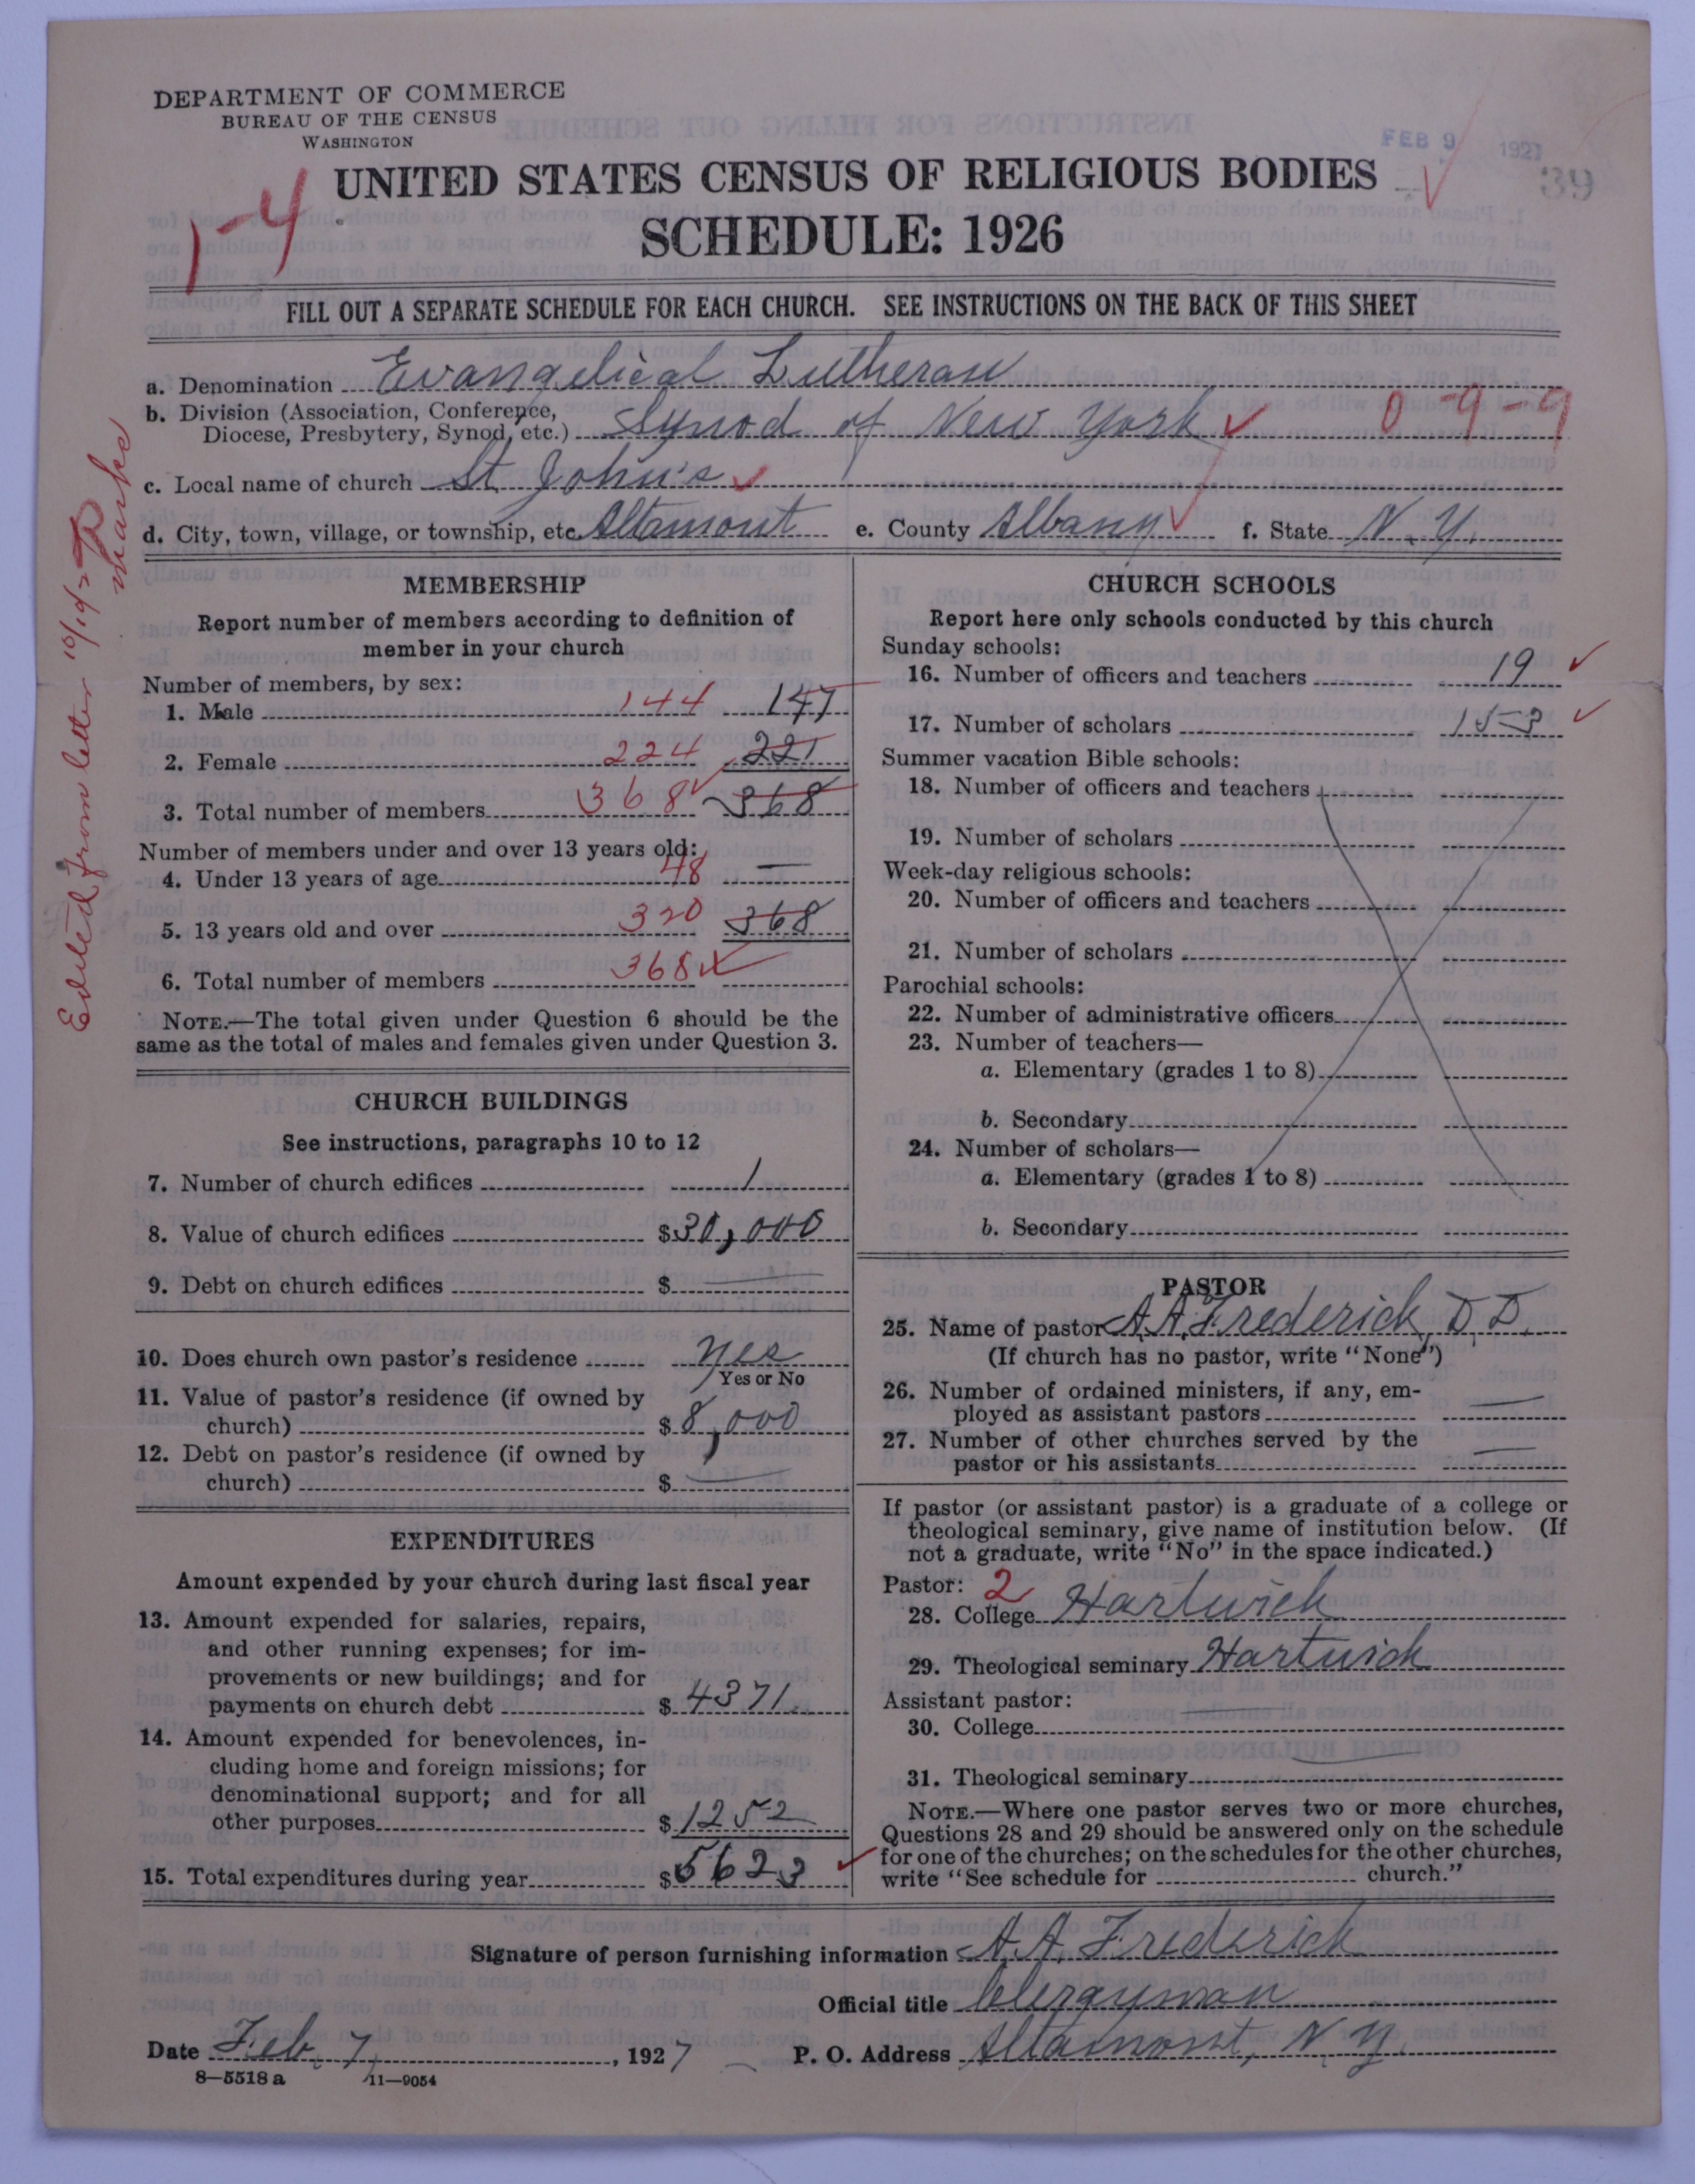 DEPARTMENT OF COMMERCE
BUREAU OF THE CENSUS
WASHINGTON
FEB 9 1927
39
1-4
UNITED STATES CENSUS OF RELIGIOUS BODIES
SCHEDULE: 1926
FILL OUT A SEPARATE SCHEDULE FOR EACH CHURCH. SEE INSTRUCTIONS ON THE BACK OF THIS SHEET
a. Denomination Evangelical Lutheran
b. Division (Association, Conference,
Diocese, Presbytery, Synod, etc.) Synod of New York ✓ 0-9-9
c. Local name of church St John's ✓
d. City, town, village, or township, etc. Altamont e. County Albany ✓ f. State N. Y.
Edited from letter
MEMBERSHIP
Report number of members according to definition of
member in your church
Number of members, by sex:
1. Male 144 147
2. Female 224 221
3. Total number of members 368 ✓ 368
Number of members under and over 13 years old:
4. Under 13 years of age 48 —
5. 13 years old and over 320 368
6. Total number of members 368 ✓
NOTE.—The total given under Question 6 should be the
same as the total of males and females given under Question 3.
CHURCH BUILDINGS
See instructions, paragraphs 10 to 12
7. Number of church edifices 1
8. Value of church edifices $30,000
9. Debt on church edifices $ —
10. Does church own pastor's residence Yes
Yes or No
11. Value of pastor's residence (if owned by
church) $ 8,000
12. Debt on pastor's residence (if owned by
church) $ —
EXPENDITURES
Amount expended by your church during last fiscal year
13. Amount expended for salaries, repairs,
and other running expenses; for im-
provements or new buildings; and for
payments on church debt $ 4371.
14. Amount expended for benevolences, in-
cluding home and foreign missions; for
denominational support; and for all
other purposes $ 1252
15. Total expenditures during year $5623 ✓
CHURCH SCHOOLS
Report here only schools conducted by this church
Sunday schools:
16. Number of officers and teachers 19 ✓
17. Number of scholars 153 ✓
Summer vacation Bible schools:
18. Number of officers and teachers
19. Number of scholars
Week-day religious schools:
20. Number of officers and teachers
21. Number of scholars
Parochial schools:
22. Number of administrative officers
23. Number of teachers—
a. Elementary (grades 1 to 8)
b. Secondary
24. Number of scholars—
a. Elementary (grades 1 to 8)
b. Secondary
PASTOR
25. Name of pastor A. A. Frederick, D. D.
(If church has no pastor, write "None")
26. Number of ordained ministers, if any, em-
ployed as assistant pastors —
27. Number of other churches served by the
pastor or his assistants —
If pastor (or assistant pastor) is a graduate of a college or
theological seminary, give name of institution below. (If
not a graduate, write "No" in the space indicated.)
Pastor: 2
28. College Hartwick
29. Theological seminary Hartwick
Assistant pastor:
30. College
31. Theological seminary
NOTE.—Where one pastor serves two or more churches,
Questions 28 and 29 should be answered only on the schedule
for one of the churches; on the schedules for the other churches,
write "See schedule for church."
Signature of person furnishing information A. A. Frederick
Official title Clergyman
Date Feb. 7, 1927 P. O. Address Altamont, N. Y.
8—5518 a 11—9054